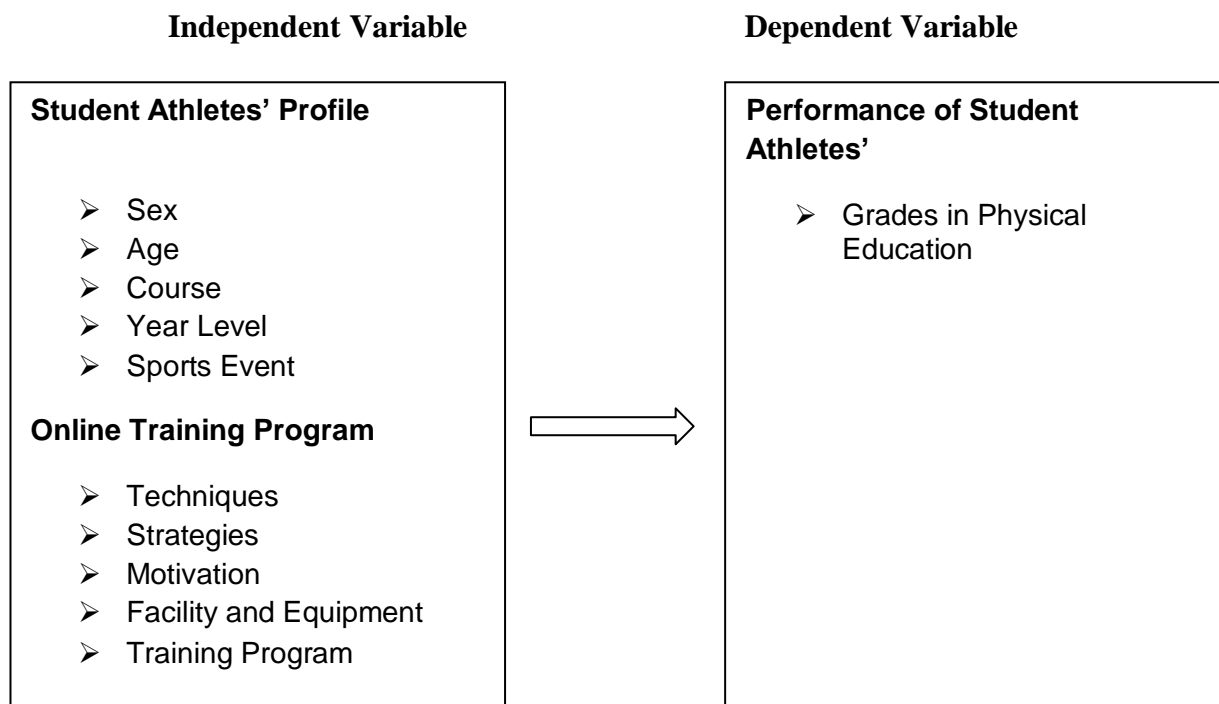 Independent Variable
Dependent Variable
Student Athletes’ Profile
➢ Sex
➢ Age
➢ Course
➢ Year Level
➢ Sports Event
Online Training Program
➢ Techniques
➢ Strategies
➢ Motivation
➢ Facility and Equipment
➢ Training Program
Performance of Student
Athletes’
➢ Grades in Physical
Education